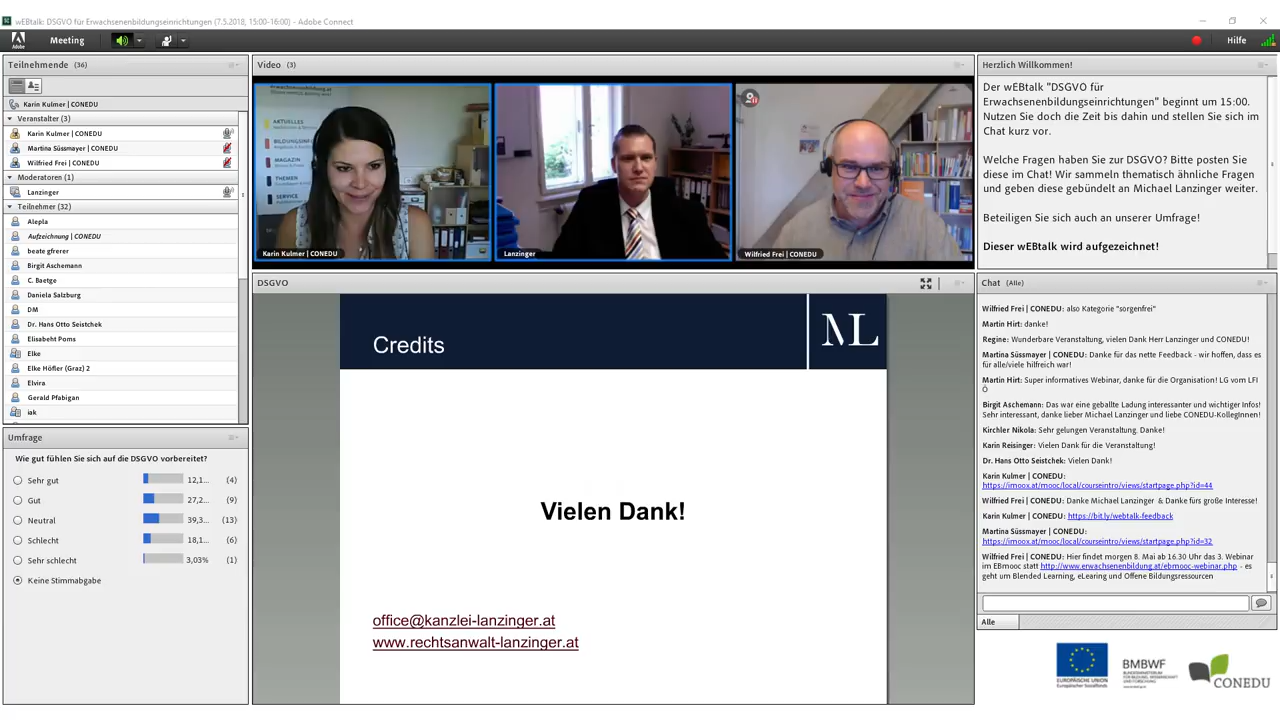 wEBtalk: DSGVO für Erwachsenenbildungseinrichtungen (7.5.2018, 15:00-16:00) - Adobe Connect
Meeting
Hilfe
Teilnehmende (36)
Karin Kulmer | CONEDU
Veranstalter (3)
Karin Kulmer | CONEDU
Martina Süssmayer | CONEDU
Wilfried Frei | CONEDU
Moderatoren (1)
Lanzinger
Teilnehmer (32)
Alepla
Aufzeichnung | CONEDU
beate gfrerer
Birgit Aschemann
C. Baetge
Daniela Salzburg
DM
Dr. Hans Otto Seistchek
Elisabeht Poms
Elke
Elke Höfler (Graz) 2
Elvira
Gerald Pfabigan
iak
Umfrage
Wie gut fühlen Sie sich auf die DSGVO vorbereitet?
Sehr gut 12,1... (4)
Gut 27,2... (9)
Neutral 39,3... (13)
Schlecht 18,1... (6)
Sehr schlecht 3,03% (1)
Keine Stimmabgabe
Video (3)
AKTUELLES
MAGAZIN
THEMEN
SERVICE
Karin Kulmer | CONEDU
Lanzinger
Wilfried Frei | CONEDU
DSGVO
Credits
ML
Vielen Dank!
office@kanzlei-lanzinger.at
www.rechtsanwalt-lanzinger.at
Herzlich Willkommen!
Der wEBtalk "DSGVO für
Erwachsenenbildungseinrichtungen" beginnt um 15:00.
Nutzen Sie doch die Zeit bis dahin und stellen Sie sich im
Chat kurz vor.
Welche Fragen haben Sie zur DSGVO? Bitte posten Sie
diese im Chat! Wir sammeln thematisch ähnliche Fragen
und geben diese gebündelt an Michael Lanzinger weiter.
Beteiligen Sie sich auch an unserer Umfrage!
Dieser wEBtalk wird aufgezeichnet!
Chat (Alle)
Wilfried Frei | CONEDU: also Kategorie "sorgenfrei"
Martin Hirt: danke!
Regine: Wunderbare Veranstaltung, vielen Dank Herr Lanzinger und CONEDU!
Martina Süssmayer | CONEDU: Danke für das nette Feedback - wir hoffen, dass es
für alle/viele hilfreich war!
Martin Hirt: Super informatives Webinar, danke für die Organisation! LG vom LFI
Ö
Birgit Aschemann: Das war eine geballte Ladung interessanter und wichtiger Infos!
Sehr interessant, danke lieber Michael Lanzinger und liebe CONEDU-KollegInnen!
Kirchler Nikola: Sehr gelungen Veranstaltung. Danke!
Karin Reisinger: Vielen Dank für die Veranstaltung!
Dr. Hans Otto Seistchek: Vielen Dank!
Karin Kulmer | CONEDU:
https://imoox.at/mooc/local/courseintro/views/startpage.php?id=44
Wilfried Frei | CONEDU: Danke Michael Lanzinger & Danke fürs große Interesse!
Karin Kulmer | CONEDU: https://bit.ly/webtalk-feedback
Martina Süssmayer | CONEDU:
https://imoox.at/mooc/local/courseintro/views/startpage.php?id=32
Wilfried Frei | CONEDU: Hier findet morgen 8. Mai ab 16.30 Uhr das 3. Webinar
im EBmooc statt http://www.erwachsenenbildung.at/ebmooc-webinar.php - es
geht um Blended Learning, eLearing und Offene Bildungsressourcen
Alle
EUROPÄISCHE UNION
Europäischer Sozialfonds
BMBWF
CONEDU